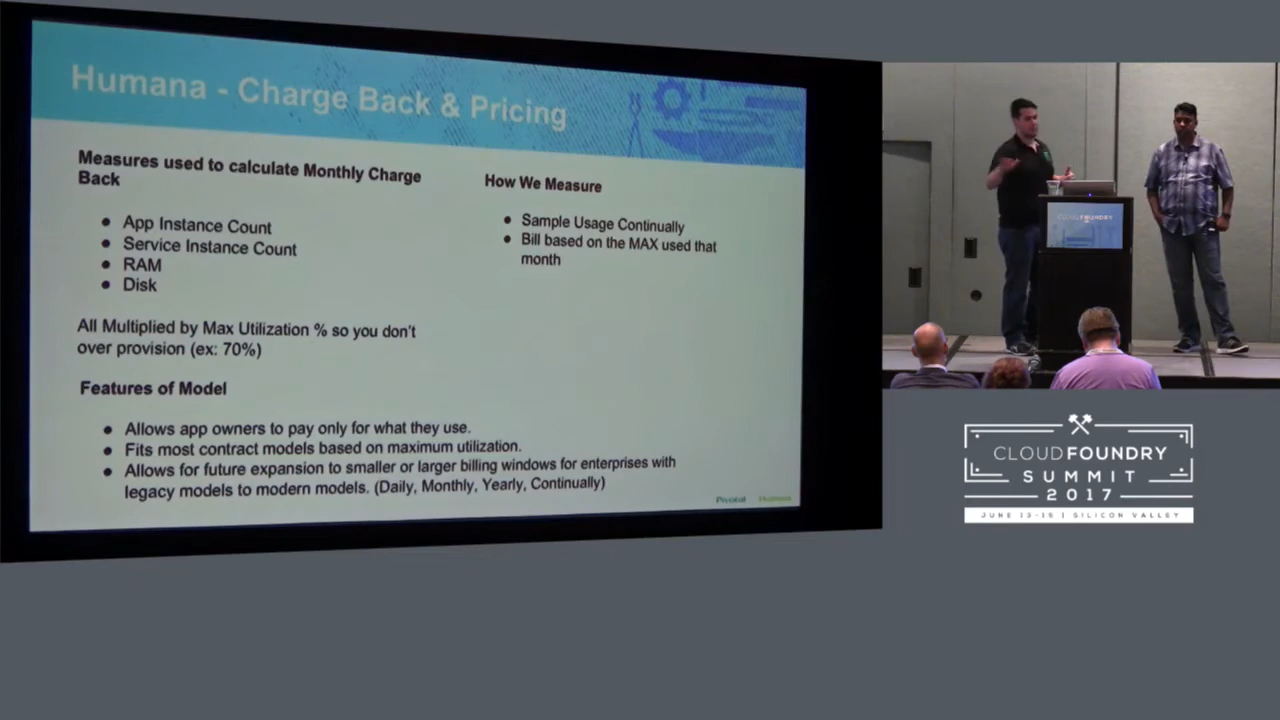 Humana - Charge Back & Pricing
Measures used to calculate Monthly Charge
Back
App Instance Count
Service Instance Count
RAM
Disk
All Multiplied by Max Utilization % so you don't
over provision (ex: 70%)
Features of Model
Allows app owners to pay only for what they use.
Fits most contract models based on maximum utilization.
Allows for future expansion to smaller or larger billing windows for enterprises with
legacy models to modern models. (Daily, Monthly, Yearly, Continually)
How We Measure
Sample Usage Continually
Bill based on the MAX used that
month
Pivotal
Humana
CLOUD FOUNDRY
CLOUD FOUNDRY
SUMMIT
2017
JUNE 13-15 | SILICON VALLEY